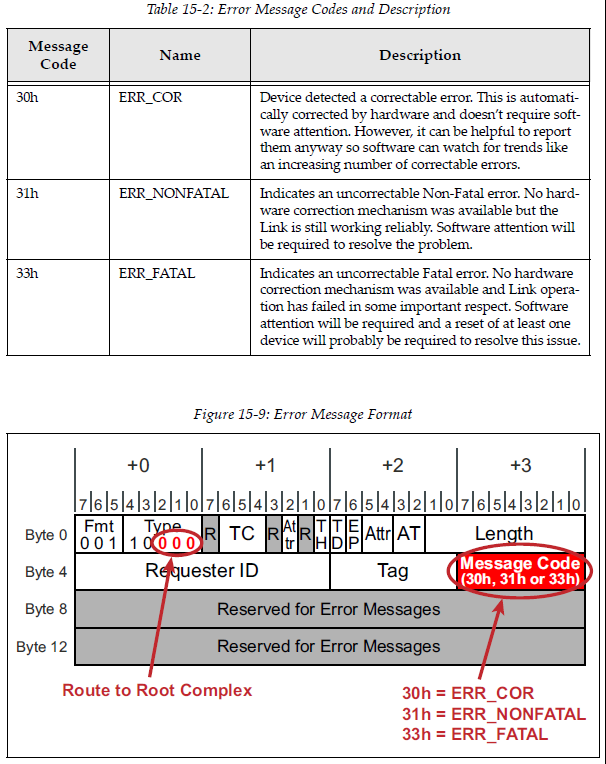 Table 15-2: Error Message Codes and Description
Message
Code
Name
Description
30h
ERR_COR
Device detected a correctable error. This is automati-
cally corrected by hardware and doesn't require soft-
ware attention. However, it can be helpful to report
them anyway so software can watch for trends like
an increasing number of correctable errors.
31h
ERR_NONFATAL
Indicates an uncorrectable Non-Fatal error. No hard-
ware correction mechanism was available but the
Link is still working reliably. Software attention will
be required to resolve the problem.
33h
ERR_FATAL
Indicates an uncorrectable Fatal error. No hardware
correction mechanism was available and Link opera-
tion has failed in some important respect. Software
attention will be required and a reset of at least one
device will probably be required to resolve this issue.
Figure 15-9: Error Message Format
+0 +1 +2 +3
7 6 5 4 3 2 1 0 7 6 5 4 3 2 1 0 7 6 5 4 3 2 1 0 7 6 5 4 3 2 1 0
Byte 0
Fmt
0 0 1
Type
1 0 0 0 0
R
TC
R
At
tr
R
T
H
T
D
E
P
Attr
AT
Length
Byte 4
Requester ID
Tag
Message Code
(30h, 31h or 33h)
Byte 8
Reserved for Error Messages
Byte 12
Reserved for Error Messages
Route to Root Complex
30h = ERR_COR
31h = ERR_NONFATAL
33h = ERR_FATAL